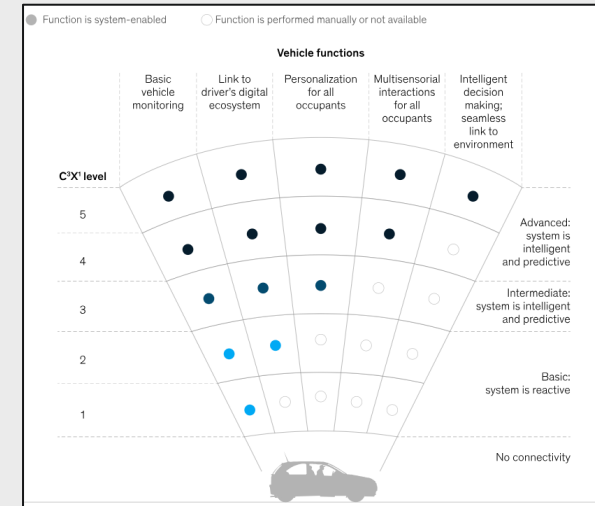 Function is system-enabled
Function is performed manually or not available
Vehicle functions
Basic
vehicle
monitoring
Link to
driver's digital
ecosystem
Personalization
for all
occupants
Multisensorial
interactions
for all
occupants
Intelligent
decision
making;
seamless
link to
environment
C³X¹ level
5
4
3
2
1
Advanced:
system is
intelligent
and predictive
Intermediate:
system is intelligent
and predictive
Basic:
system is reactive
No connectivity